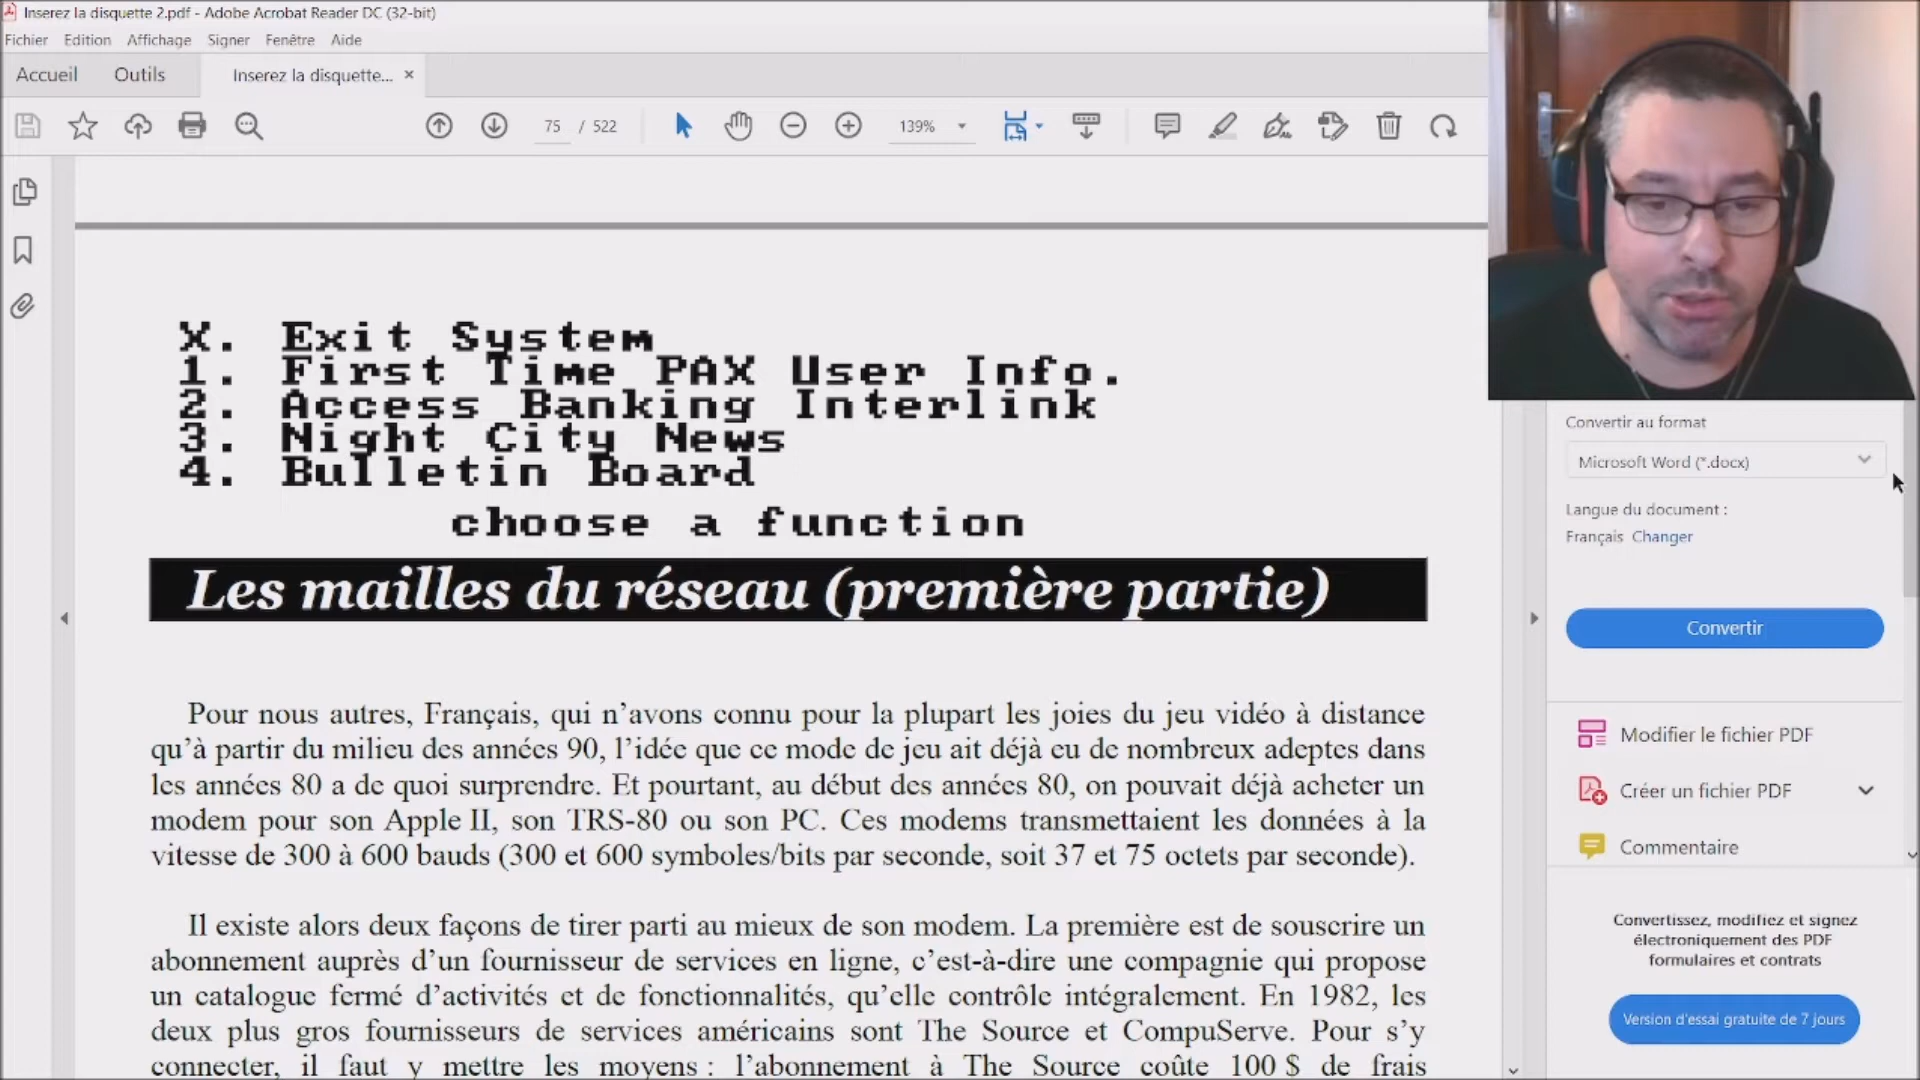 Inserez la disquette 2.pdf - Adobe Acrobat Reader DC (32-bit)
Fichier Edition Affichage Signer Fenêtre Aide
Accueil Outils Inserez la disquette... ×
75 / 522 139%
X. Exit System
1. First Time PAX User Info.
2. Access Banking Interlink
3. Night City News
4. Bulletin Board
choose a function
Les mailles du réseau (première partie)
Pour nous autres, Français, qui n’avons connu pour la plupart les joies du jeu vidéo à distance
qu’à partir du milieu des années 90, l’idée que ce mode de jeu ait déjà eu de nombreux adeptes dans
les années 80 a de quoi surprendre. Et pourtant, au début des années 80, on pouvait déjà acheter un
modem pour son Apple II, son TRS-80 ou son PC. Ces modems transmettaient les données à la
vitesse de 300 à 600 bauds (300 et 600 symboles/bits par seconde, soit 37 et 75 octets par seconde).
Il existe alors deux façons de tirer parti au mieux de son modem. La première est de souscrire un
abonnement auprès d’un fournisseur de services en ligne, c’est-à-dire une compagnie qui propose
un catalogue fermé d’activités et de fonctionnalités, qu’elle contrôle intégralement. En 1982, les
deux plus gros fournisseurs de services américains sont The Source et CompuServe. Pour s’y
connecter, il faut y mettre les moyens : l’abonnement à The Source coûte 100 $ de frais
Convertir au format
Microsoft Word (*.docx)
Langue du document :
Français Changer
Convertir
Modifier le fichier PDF
Créer un fichier PDF
Commentaire
Convertissez, modifiez et signez
électroniquement des PDF
formulaires et contrats
Version d'essai gratuite de 7 jours